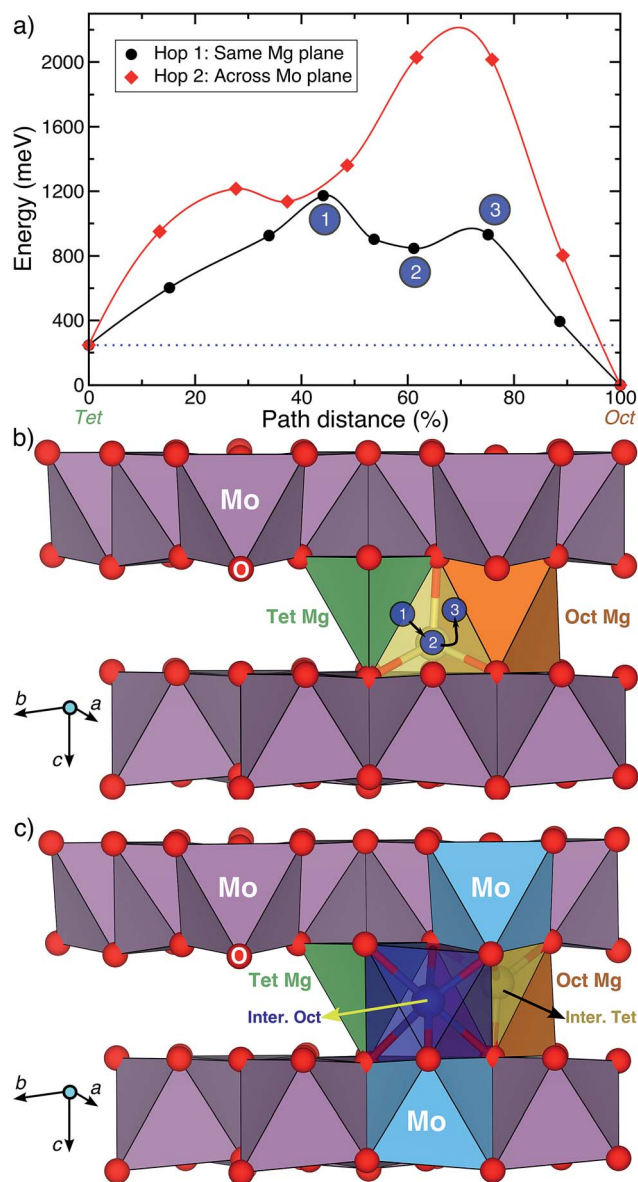 a)
Hop 1: Same Mg plane
Hop 2: Across Mo plane
2000
1600
1200
800
400
0
Energy (meV)
1
2
3
0
20
40
60
80
100
Tet
Path distance (%)
Oct
b)
Mo
O
Tet Mg
1
3
2
Oct Mg
b
a
c
c)
Mo
Mo
O
Tet Mg
Oct Mg
Inter. Oct
Inter. Tet
b
a
c
Mo